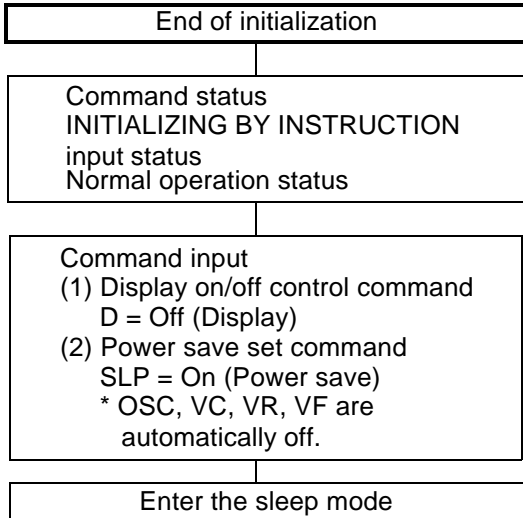 End of initialization
Command status
INITIALIZING BY INSTRUCTION
input status
Normal operation status
Command input
(1) Display on/off control command
D = Off (Display)
(2) Power save set command
SLP = On (Power save)
* OSC, VC, VR, VF are
automatically off.
Enter the sleep mode